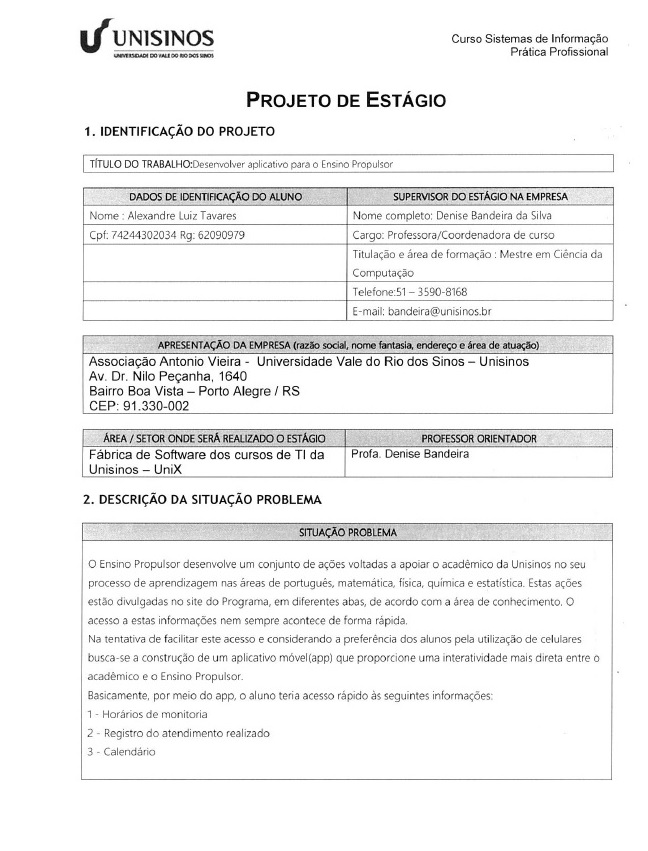 UNISINOS
UNIVERSIDADE DO VALE DO RIO DOS SINOS
Curso Sistemas de Informação
Prática Profissional
PROJETO DE ESTÁGIO
1. IDENTIFICAÇÃO DO PROJETO
TÍTULO DO TRABALHO:Desenvolver aplicativo para o Ensino Propulsor
DADOS DE IDENTIFICAÇÃO DO ALUNO
SUPERVISOR DO ESTÁGIO NA EMPRESA
Nome : Alexandre Luiz Tavares
Nome completo: Denise Bandeira da Silva
Cpf: 74244302034 Rg: 62090979
Cargo: Professora/Coordenadora de curso
Titulação e área de formação : Mestre em Ciência da
Computação
Telefone:51 – 3590-8168
E-mail: bandeira@unisinos.br
APRESENTAÇÃO DA EMPRESA (razão social, nome fantasia, endereço e área de atuação)
Associação Antonio Vieira - Universidade Vale do Rio dos Sinos – Unisinos
Av. Dr. Nilo Peçanha, 1640
Bairro Boa Vista – Porto Alegre / RS
CEP: 91.330-002
ÁREA / SETOR ONDE SERÁ REALIZADO O ESTÁGIO
PROFESSOR ORIENTADOR
Fábrica de Software dos cursos de TI da
Unisinos – UniX
Profa. Denise Bandeira
2. DESCRIÇÃO DA SITUAÇÃO PROBLEMA
SITUAÇÃO PROBLEMA
O Ensino Propulsor desenvolve um conjunto de ações voltadas a apoiar o acadêmico da Unisinos no seu
processo de aprendizagem nas áreas de português, matemática, física, química e estatística. Estas ações
estão divulgadas no site do Programa, em diferentes abas, de acordo com a área de conhecimento. O
acesso a estas informações nem sempre acontece de forma rápida.
Na tentativa de facilitar este acesso e considerando a preferência dos alunos pela utilização de celulares
busca-se a construção de um aplicativo móvel(app) que proporcione uma interatividade mais direta entre o
acadêmico e o Ensino Propulsor.
Basicamente, por meio do app, o aluno teria acesso rápido às seguintes informações:
1 - Horários de monitoria
2 - Registro do atendimento realizado
3 - Calendário